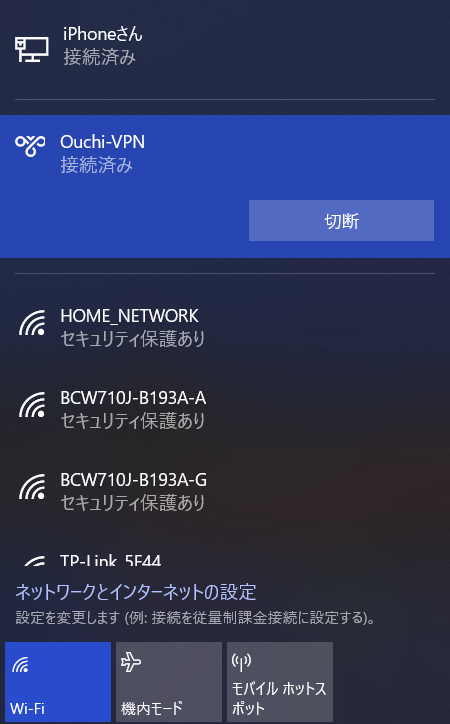 iPhoneさん
接続済み
Ouchi-VPN
接続済み
切断
HOME_NETWORK
セキュリティ保護あり
BCW710J-B193A-A
セキュリティ保護あり
BCW710J-B193A-G
セキュリティ保護あり
TP-Link_5F44
ネットワークとインターネットの設定
設定を変更します (例: 接続を従量制課金接続に設定する)。
Wi-Fi
機内モード
モバイル ホットス
ポット